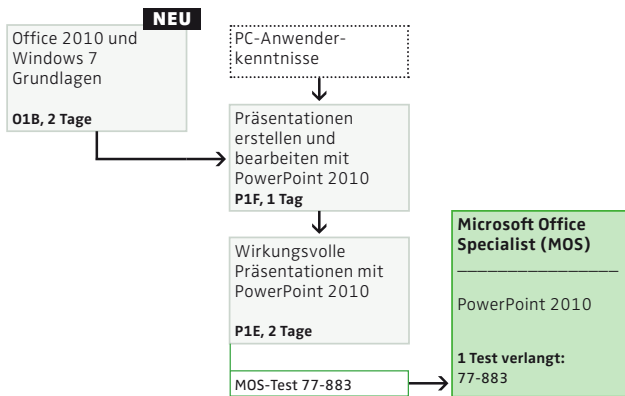 NEU
Office 2010 und
Windows 7
Grundlagen
O1B, 2 Tage
PC-Anwender-
kenntnisse
Präsentationen
erstellen und
bearbeiten mit
PowerPoint 2010
P1F, 1 Tag
Wirkungsvolle
Präsentationen mit
PowerPoint 2010
P1E, 2 Tage
MOS-Test 77-883
Microsoft Office
Specialist (MOS)
PowerPoint 2010
1 Test verlangt:
77-883